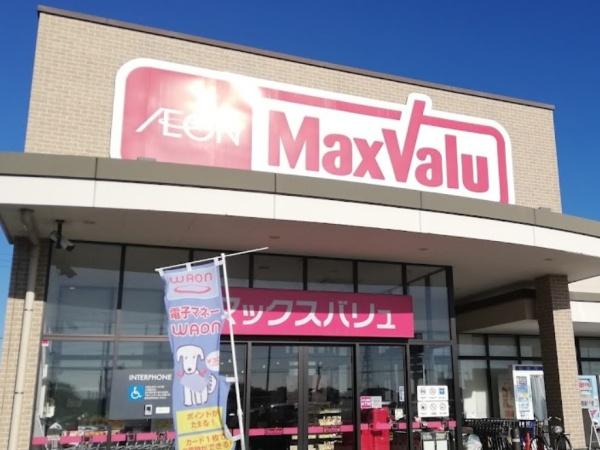 ÆON
MaxValu
マックスバリュ
WAON
電子マネー
WAON
ポイントが
たまる！
カード1枚で
INTERPHONE